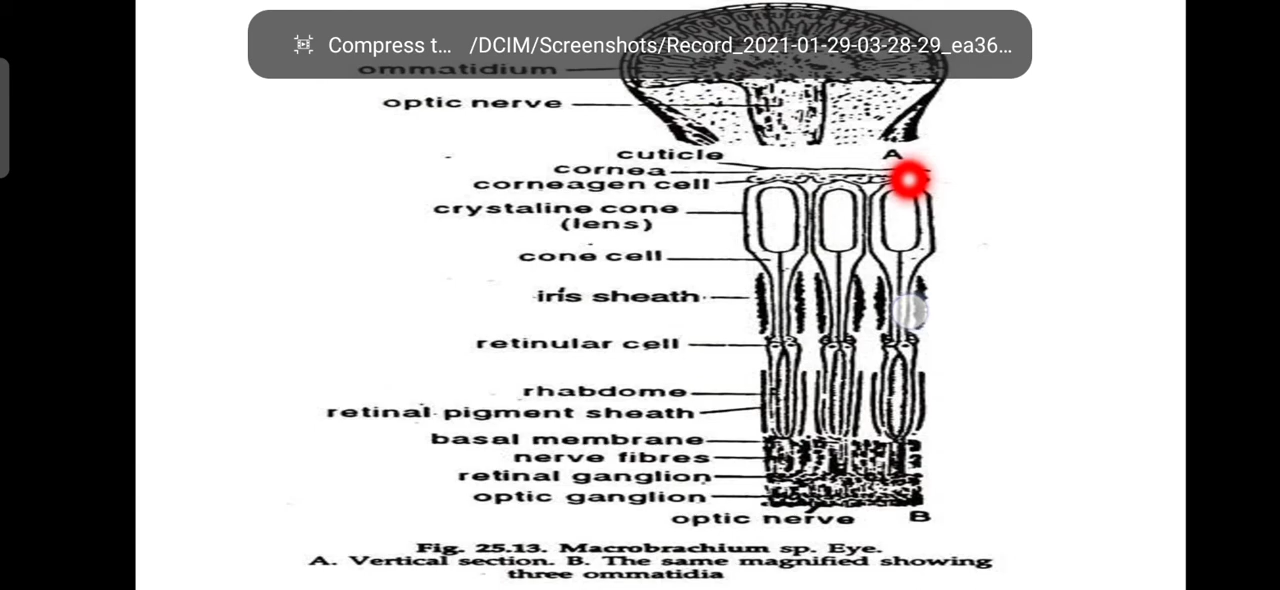 Compress t... /DCIM/Screenshots/Record_2021-01-29-03-28-29_ea36...
ommatidium
optic nerve
cuticle
A
cornea
corneagen cell
crystaline cone
(lens)
cone cell
iris sheath
retinular cell
rhabdome
retinal pigment sheath
basal membrane
nerve fibres
retinal ganglion
optic ganglion
optic nerve
B
Fig. 25.13. Macrobrachium sp. Eye.
A. Vertical section. B. The same magnified showing
three ommatidia